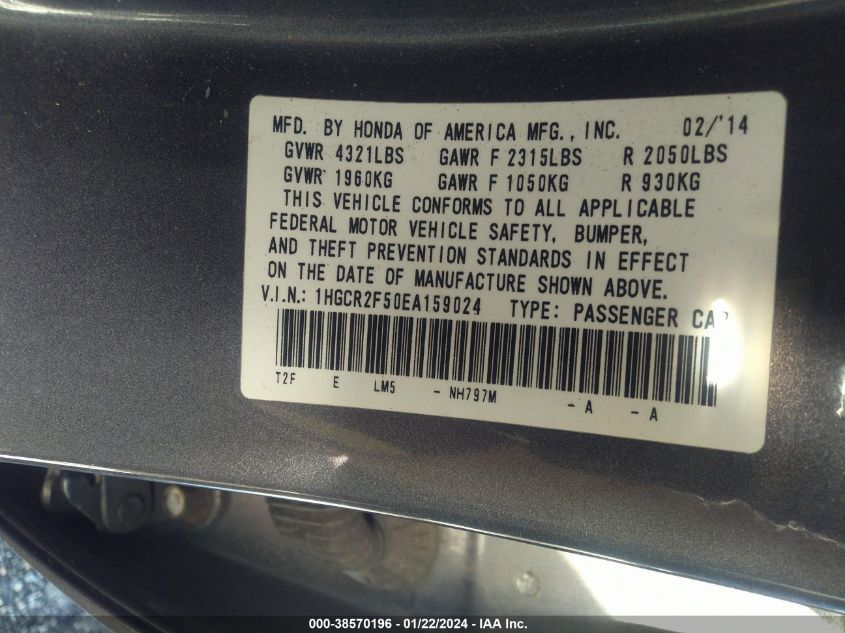 MFD. BY HONDA OF AMERICA MFG., INC. 02/'14
GVWR 4321LBS GAWR F 2315LBS R 2050LBS
GVWR 1960KG GAWR F 1050KG R 930KG
THIS VEHICLE CONFORMS TO ALL APPLICABLE
FEDERAL MOTOR VEHICLE SAFETY, BUMPER,
AND THEFT PREVENTION STANDARDS IN EFFECT
ON THE DATE OF MANUFACTURE SHOWN ABOVE.
V.I.N.: 1HGCR2F50EA159024 TYPE: PASSENGER CAR
T2F E LM5 - NH797M - A - A
000-38570196 - 01/22/2024 - IAA Inc.